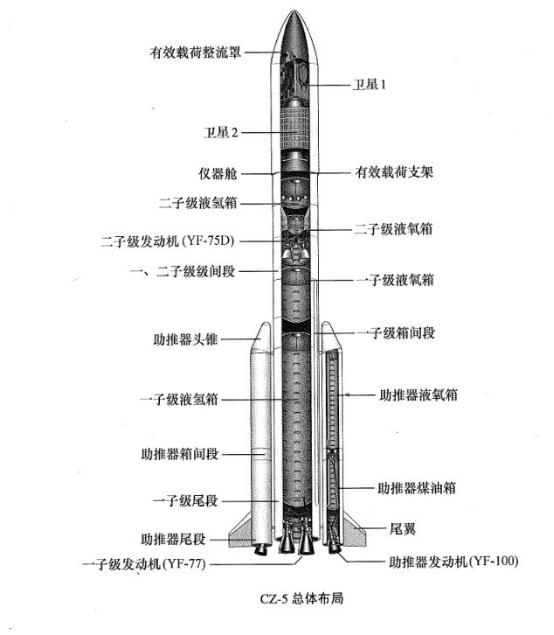 有效载荷整流罩
卫星1
卫星2
仪器舱
有效载荷支架
二子级液氢箱
二子级液氧箱
二子级发动机(YF-75D)
一、二子级级间段
一子级液氧箱
助推器头锥
一子级箱间段
一子级液氢箱
助推器液氧箱
助推器箱间段
助推器煤油箱
一子级尾段
尾翼
助推器尾段
一子级发动机(YF-77)
助推器发动机(YF-100)
CZ-5 总体布局